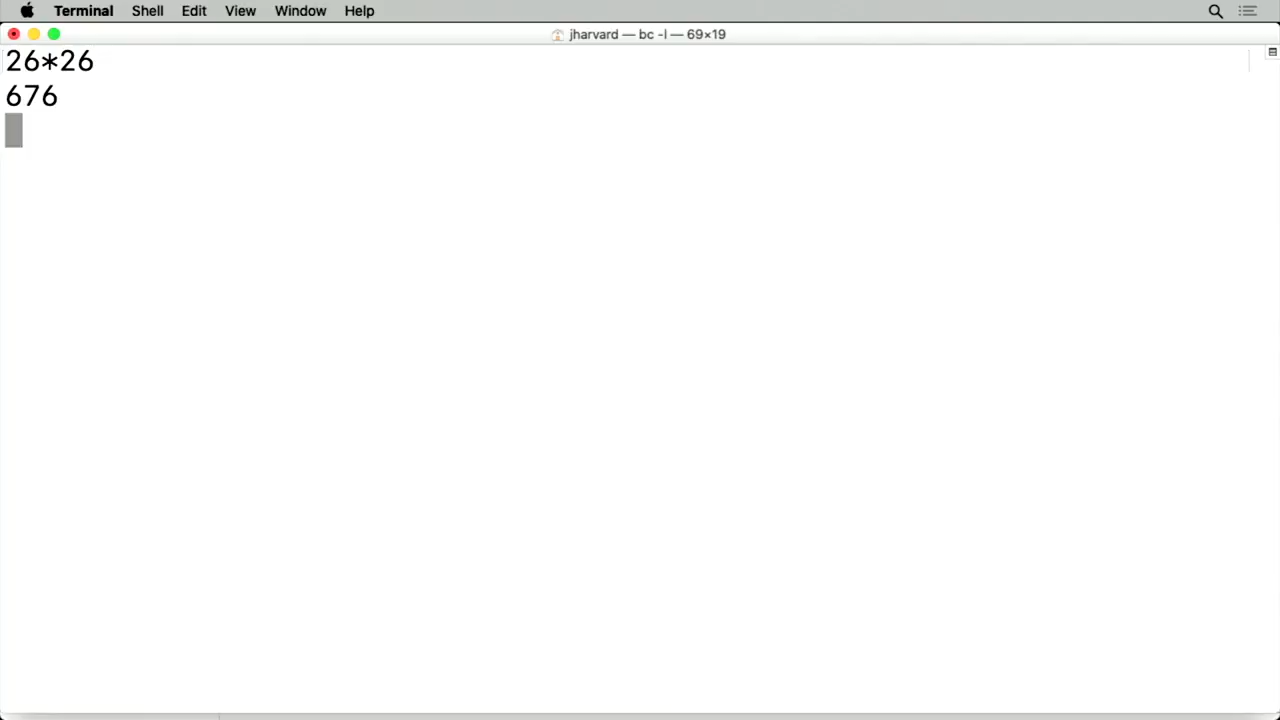 Terminal Shell Edit View Window Help
jharvard — bc -l — 69×19
26*26
676